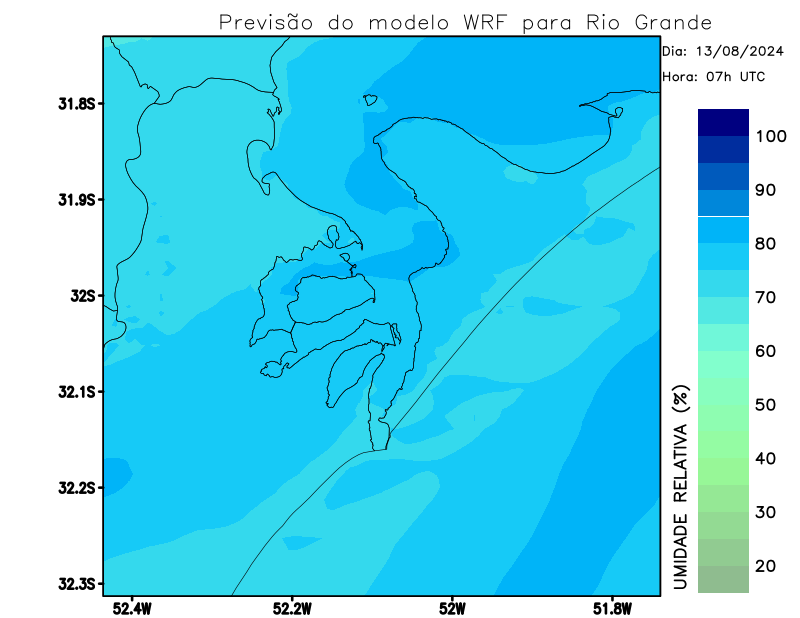 Previsão do modelo WRF para Rio Grande
Dia: 13/08/2024
Hora: 07h UTC
31.8S
31.9S
32S
32.1S
32.2S
32.3S
52.4W
52.2W
52W
51.8W
100
90
80
70
60
50
40
30
20
UMIDADE RELATIVA (%)